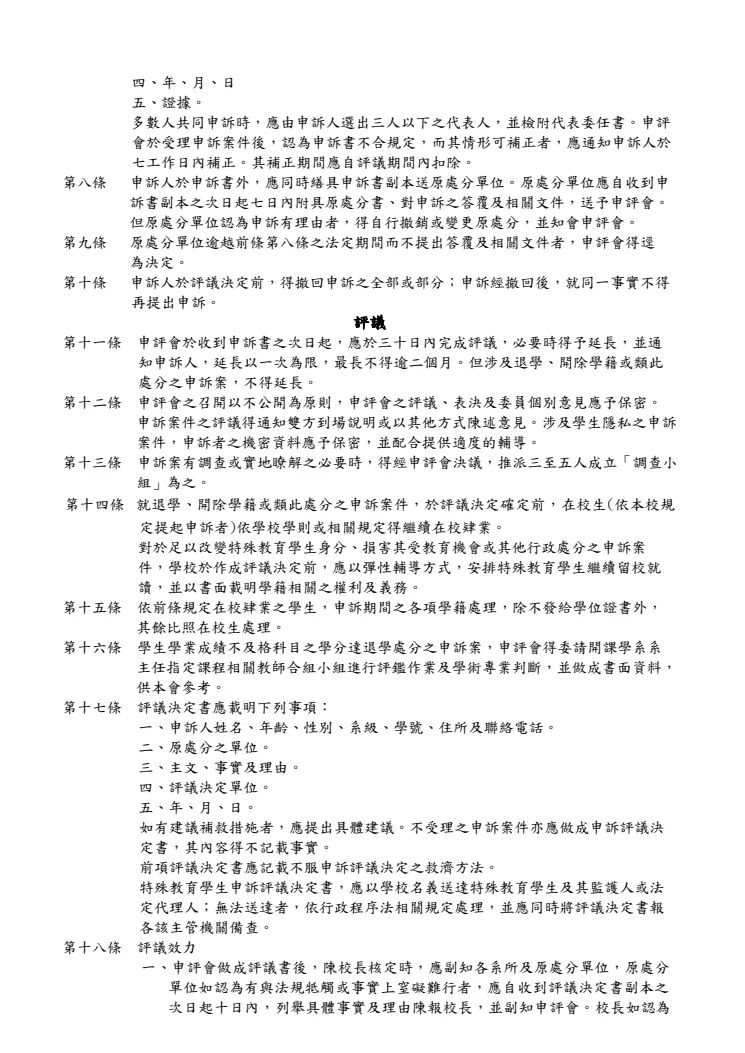 四、年、月、日
五、證據。
多數人共同申訴時，應由申訴人選出三人以下之代表人，並檢附代表委任書。申評
會於受理申訴案件後，認為申訴書不合規定，而其情形可補正者，應通知申訴人於
七工作日內補正。其補正期間應自評議期間內扣除。
第八條　申訴人於申訴書外，應同時繕具申訴書副本送原處分單位。原處分單位應自收到申
訴書副本之次日起七日內附具原處分書、對申訴之答覆及相關文件，送予申評會。
但原處分單位認為申訴有理由者，得自行撤銷或變更原處分，並知會申評會。
第九條　原處分單位逾越前條第八條之法定期間而不提出答覆及相關文件者，申評會得逕
為決定。
第十條　申訴人於評議決定前，得撤回申訴之全部或部分；申訴經撤回後，就同一事實不得
再提出申訴。
評議
第十一條　申評會於收到申訴書之次日起，應於三十日內完成評議，必要時得予延長，並通
知申訴人，延長以一次為限，最長不得逾二個月。但涉及退學、開除學籍或類此
處分之申訴案，不得延長。
第十二條　申評會之召開以不公開為原則，申評會之評議、表決及委員個別意見應予保密。
申訴案件之評議得通知雙方到場說明或以其他方式陳述意見。涉及學生隱私之申訴
案件，申訴者之機密資料應予保密，並配合提供適度的輔導。
第十三條　申訴案有調查或實地瞭解之必要時，得經申評會決議，推派三至五人成立「調查小
組」為之。
第十四條　就退學、開除學籍或類此處分之申訴案件，於評議決定確定前，在校生(依本校規
定提起申訴者)依學校學則或相關規定得繼續在校肄業。
對於足以改變特殊教育學生身分、損害其受教育機會或其他行政處分之申訴案
件，學校於作成評議決定前，應以彈性輔導方式，安排特殊教育學生繼續留校就
讀，並以書面載明學籍相關之權利及義務。
第十五條　依前條規定在校肄業之學生，申訴期間之各項學籍處理，除不發給學位證書外，
其餘比照在校生處理。
第十六條　學生學業成績不及格科目之學分達退學處分之申訴案，申評會得委請開課學系系
主任指定課程相關教師合組小組進行評鑑作業及學術專業判斷，並做成書面資料，
供本會參考。
第十七條　評議決定書應載明下列事項：
一、申訴人姓名、年齡、性別、系級、學號、住所及聯絡電話。
二、原處分之單位。
三、主文、事實及理由。
四、評議決定單位。
五、年、月、日。
如有建議補救措施者，應提出具體建議。不受理之申訴案件亦應做成申訴評議決
定書，其內容得不記載事實。
前項評議決定書應記載不服申訴評議決定之救濟方法。
特殊教育學生申訴評議決定書，應以學校名義送達特殊教育學生及其監護人或法
定代理人；無法送達者，依行政程序法相關規定處理，並應同時將評議決定書報
各該主管機關備查。
第十八條　評議效力
一、申評會做成評議書後，陳校長核定時，應副知各系所及原處分單位，原處分
單位如認為有與法規牴觸或事實上窒礙難行者，應自收到評議決定書副本之
次日起十日內，列舉具體事實及理由陳報校長，並副知申評會。校長如認為